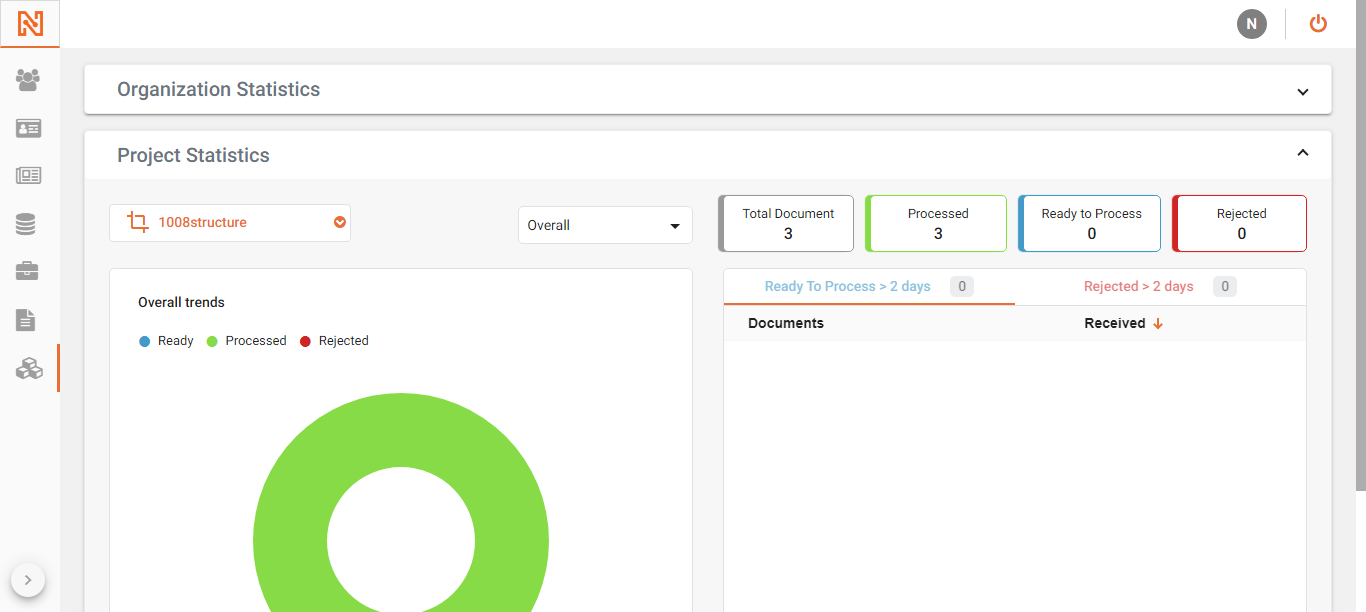 N
Organization Statistics
Project Statistics
1008structure
Overall
Total Document
3
Processed
3
Ready to Process
0
Rejected
0
Overall trends
Ready Processed Rejected
Ready To Process > 2 days 0
Rejected > 2 days 0
Documents Received